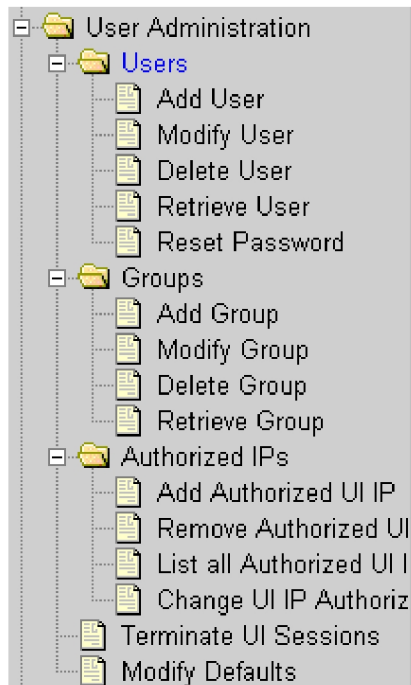 User Administration
Users
Add User
Modify User
Delete User
Retrieve User
Reset Password
Groups
Add Group
Modify Group
Delete Group
Retrieve Group
Authorized IPs
Add Authorized UI IP
Remove Authorized UI
List all Authorized UI I
Change UI IP Authoriz
Terminate UI Sessions
Modify Defaults